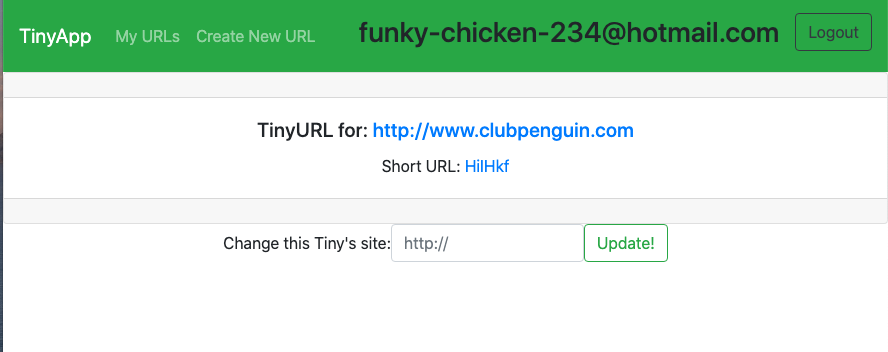 TinyApp My URLs Create New URL funky-chicken-234@hotmail.com Logout
TinyURL for: http://www.clubpenguin.com
Short URL: HilHkf
Change this Tiny's site: http:// Update!